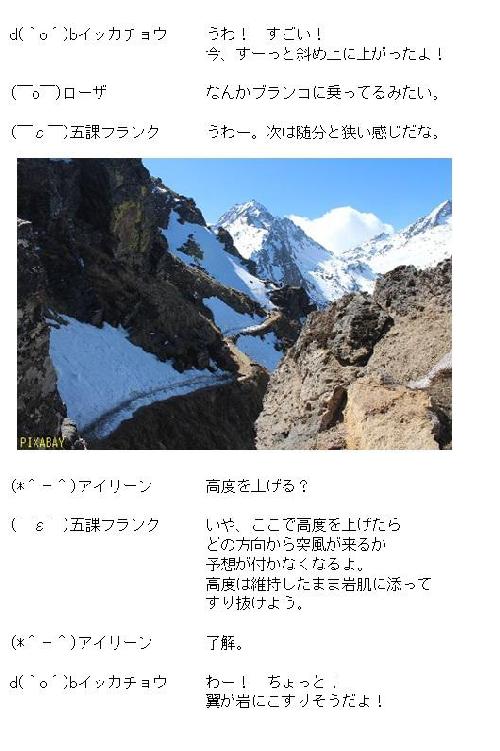 d(＾o＾)bイッカチョウ　うわ！　すごい！
今、すーっと斜め上に上がったよ！
(￣o￣)ローザ　なんかブランコに乗ってるみたい。
(￣ε￣)五課フランク　うわー。次は随分と狭い感じだな。
PIXABAY
(*＾－＾)アイリーン　高度を上げる？
(　ε　)五課フランク　いや、ここで高度を上げたら
どの方向から突風が来るか
予想が付かなくなるよ。
高度は維持したまま岩肌に添って
すり抜けよう。
(*＾－＾)アイリーン　了解。
d(＾o＾)bイッカチョウ　わー！　ちょっと！
翼が岩にこすりそうだよ！